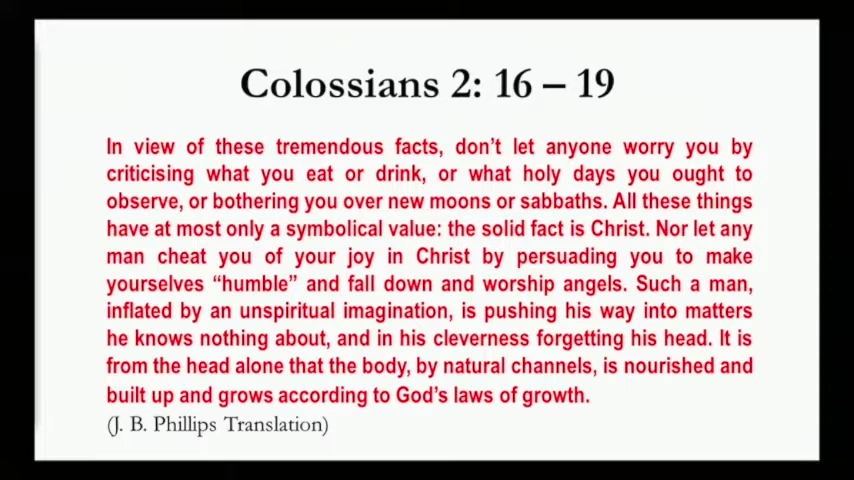 Colossians 2: 16 – 19
In view of these tremendous facts, don't let anyone worry you by
criticising what you eat or drink, or what holy days you ought to
observe, or bothering you over new moons or sabbaths. All these things
have at most only a symbolical value: the solid fact is Christ. Nor let any
man cheat you of your joy in Christ by persuading you to make
yourselves “humble” and fall down and worship angels. Such a man,
inflated by an unspiritual imagination, is pushing his way into matters
he knows nothing about, and in his cleverness forgetting his head. It is
from the head alone that the body, by natural channels, is nourished and
built up and grows according to God's laws of growth.
(J. B. Phillips Translation)